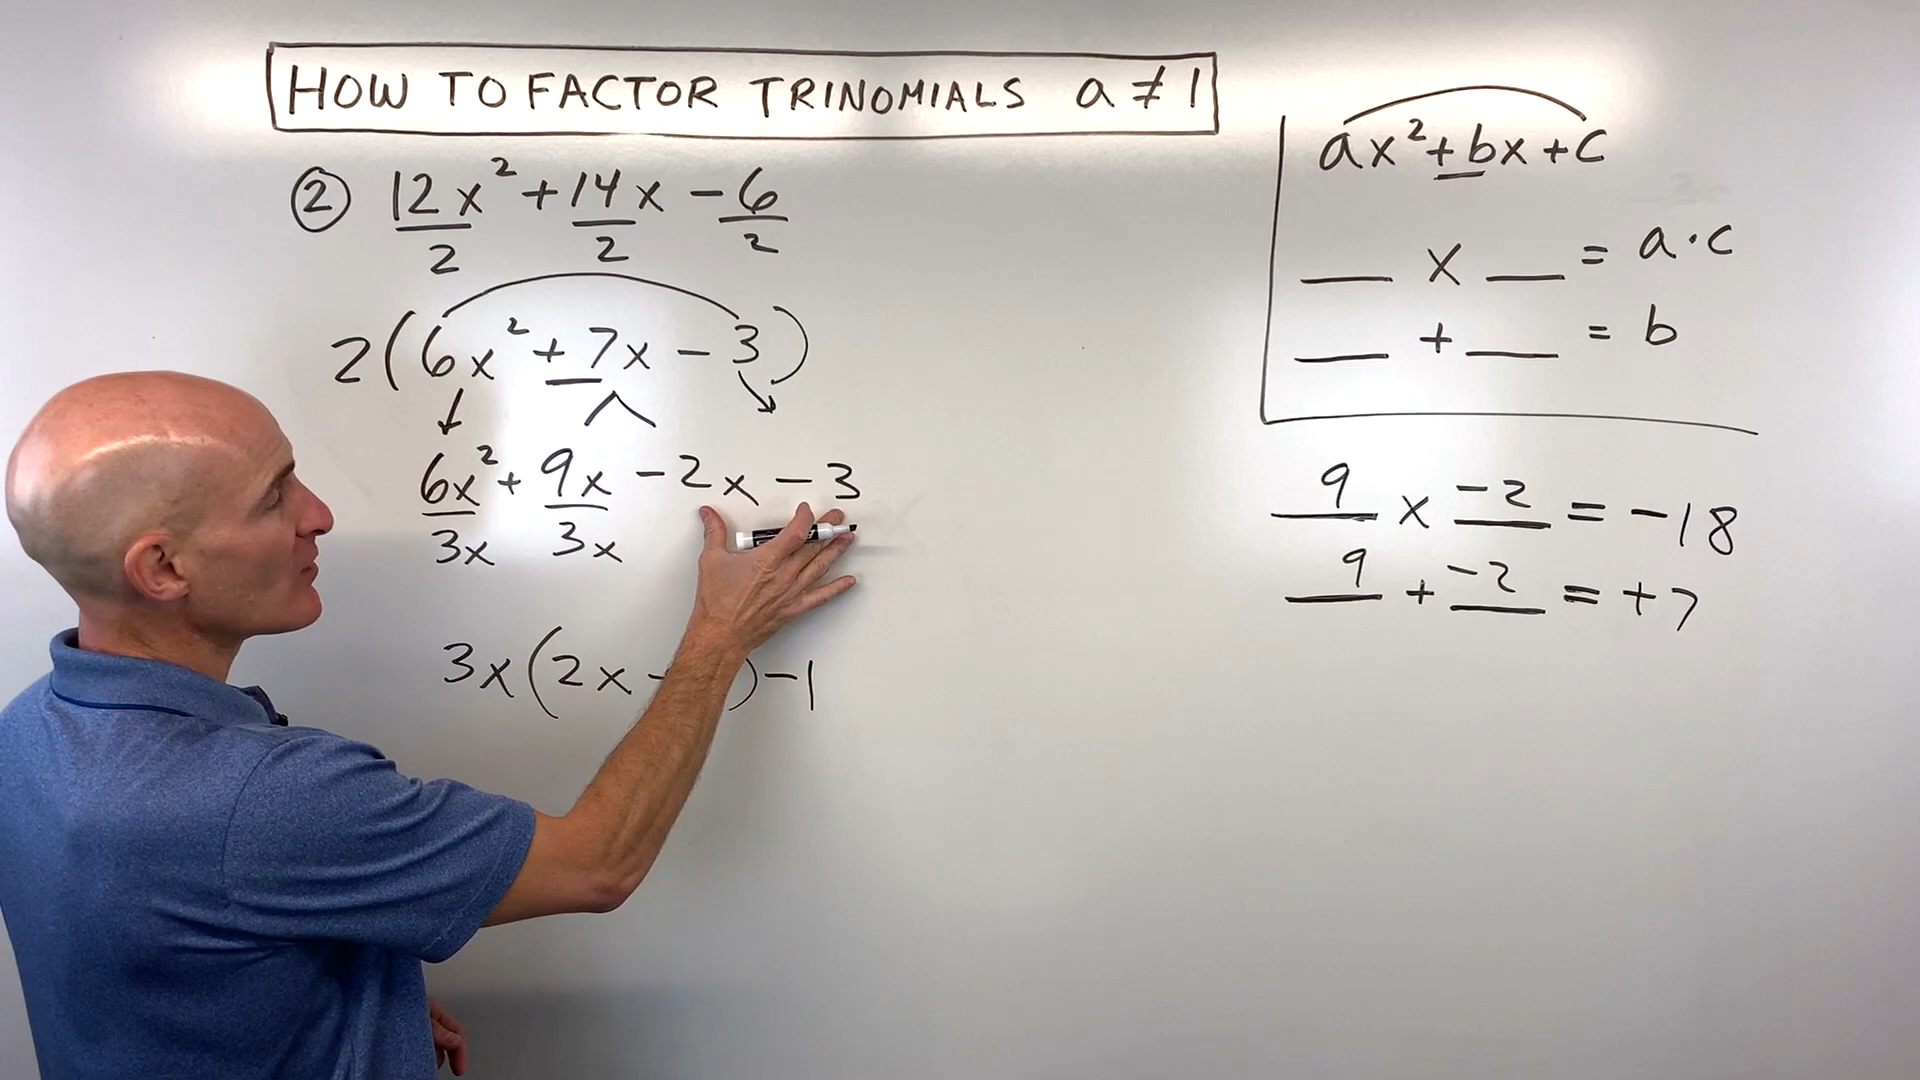 HOW TO FACTOR TRINOMIALS a ≠ 1
② 12x² + 14x - 6
2 2 2
2(6x² + 7x - 3)
6x² + 9x - 2x - 3
3x 3x
3x(2x ) - 1
ax² + bx + c
__ x __ = a·c
__ + __ = b
9 x -2 = -18
9 + -2 = +7